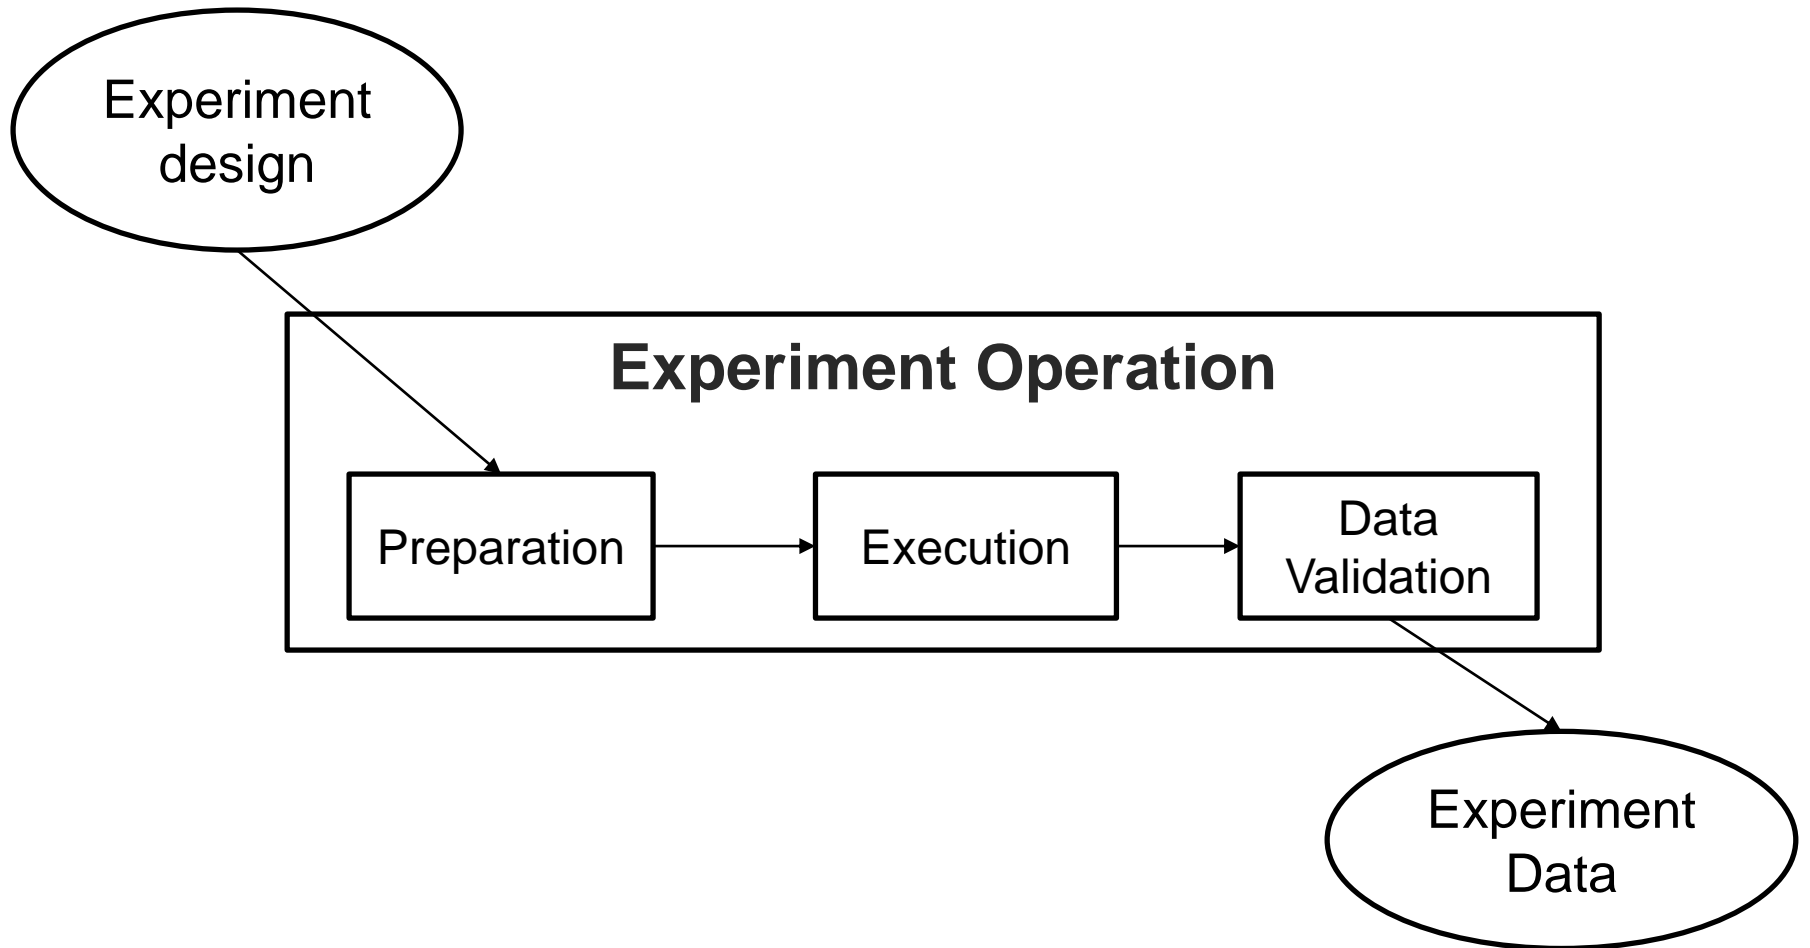 Experiment
design
Experiment Operation
Preparation
Execution
Data
Validation
Experiment
Data